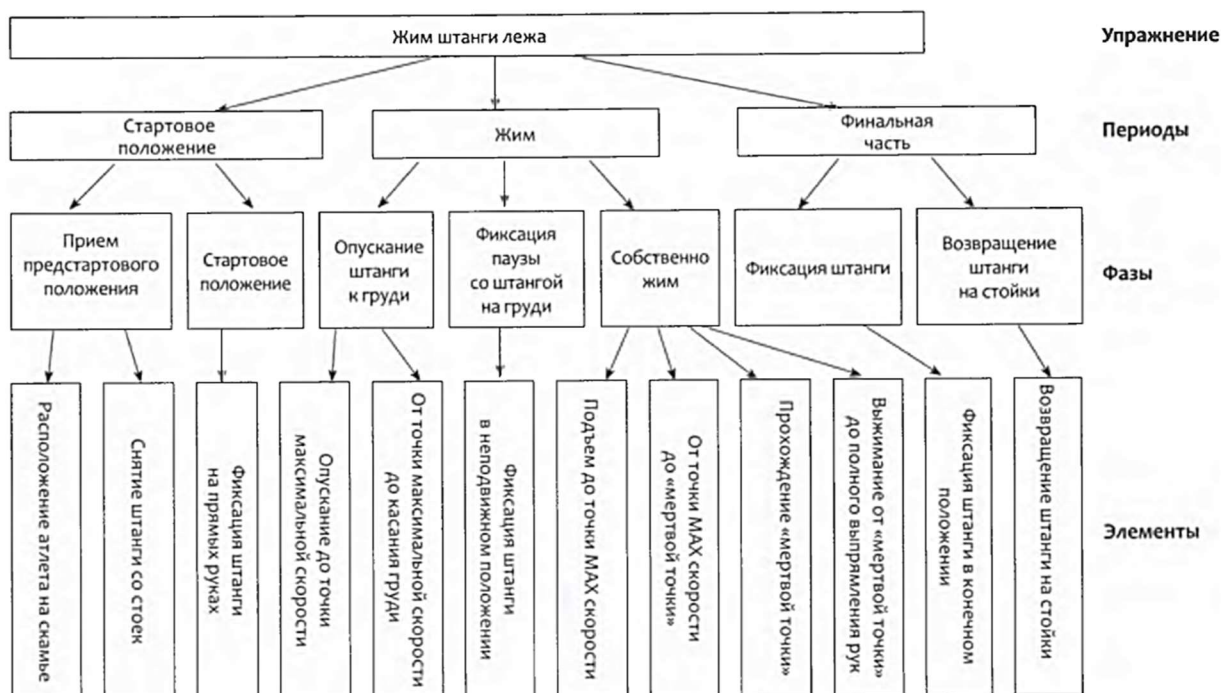 Жим штанги лежа
Упражнение
Стартовое
положение
Жим
Финальная
часть
Периоды
Прием
предстартового
положения
Стартовое
положение
Опускание
штанги
к груди
Фиксация
паузы
со штангой
на груди
Собственно
жим
Фиксация штанги
Возвращение
штанги
на стойки
Фазы
Расположение атлета на скамье
Снятие штанги со стоек
Фиксация штанги
на прямых руках
Опускание до точки
максимальной скорости
От точки максимальной скорости
до касания груди
Фиксация штанги
в неподвижном положении
Подъем до точки МАХ скорости
От точки МАХ скорости
до «мертвой точки»
Прохождение «мертвой точки»
Выжимание от «мертвой точки»
до полного выпрямления рук
Фиксация штанги в конечном
положении
Возвращение штанги на стойки
Элементы